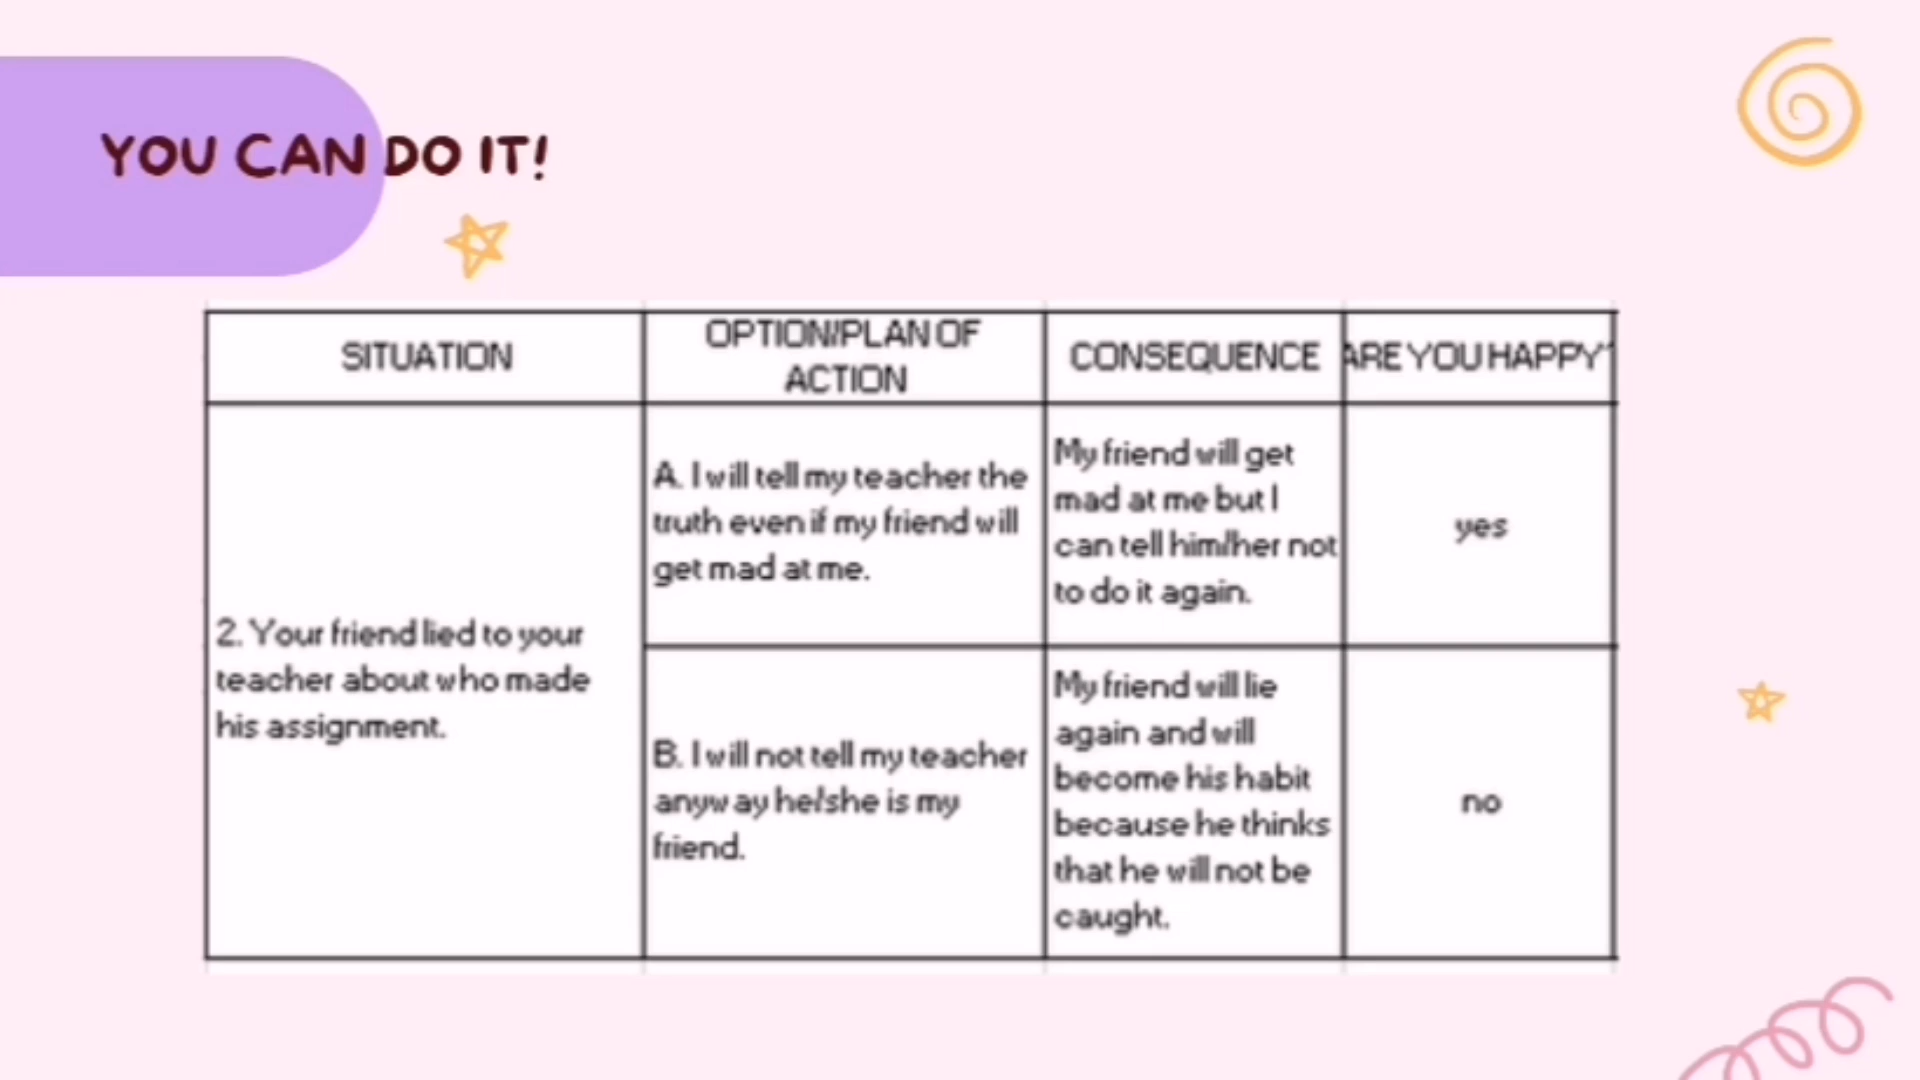 YOU CAN DO IT!
SITUATION
OPTION/PLAN OF
ACTION
CONSEQUENCE
ARE YOU HAPPY?
2. Your friend lied to your
teacher about who made
his assignment.
A. I will tell my teacher the
truth even if my friend will
get mad at me.
My friend will get
mad at me but I
can tell him/her not
to do it again.
yes
B. I will not tell my teacher
anyway he/she is my
friend.
My friend will lie
again and will
become his habit
because he thinks
that he will not be
caught.
no